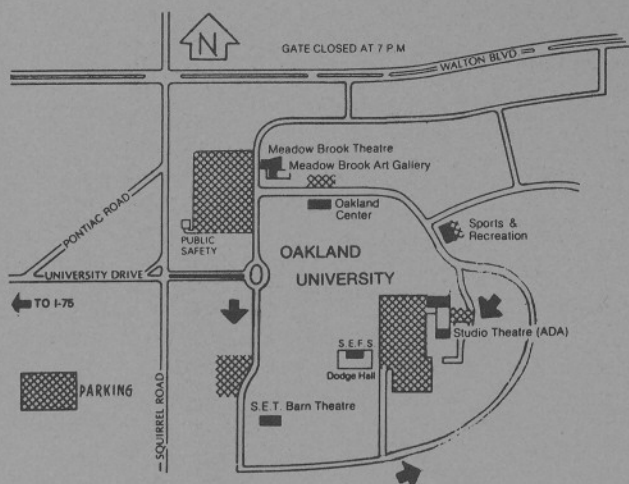 N
GATE CLOSED AT 7 P.M
WALTON BLVD
Meadow Brook Theatre
Meadow Brook Art Gallery
Oakland
Center
PONTIAC ROAD
PUBLIC
SAFETY
Sports &
Recreation
OAKLAND
UNIVERSITY
UNIVERSITY DRIVE
TO I-75
Studio Theatre (ADA)
S.E.F.S
Dodge Hall
PARKING
SQUIRREL ROAD
S.E.T. Barn Theatre